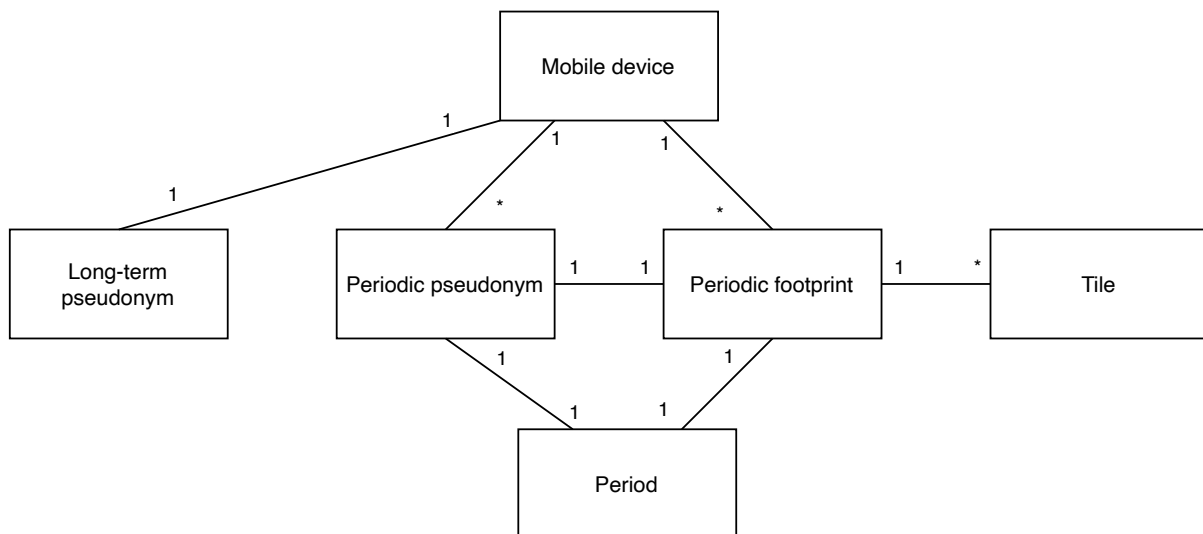 Mobile device
1
1
1
1
*
*
Long-term
pseudonym
Periodic pseudonym
1
1
Periodic footprint
1
*
Tile
1
1
1
1
Period